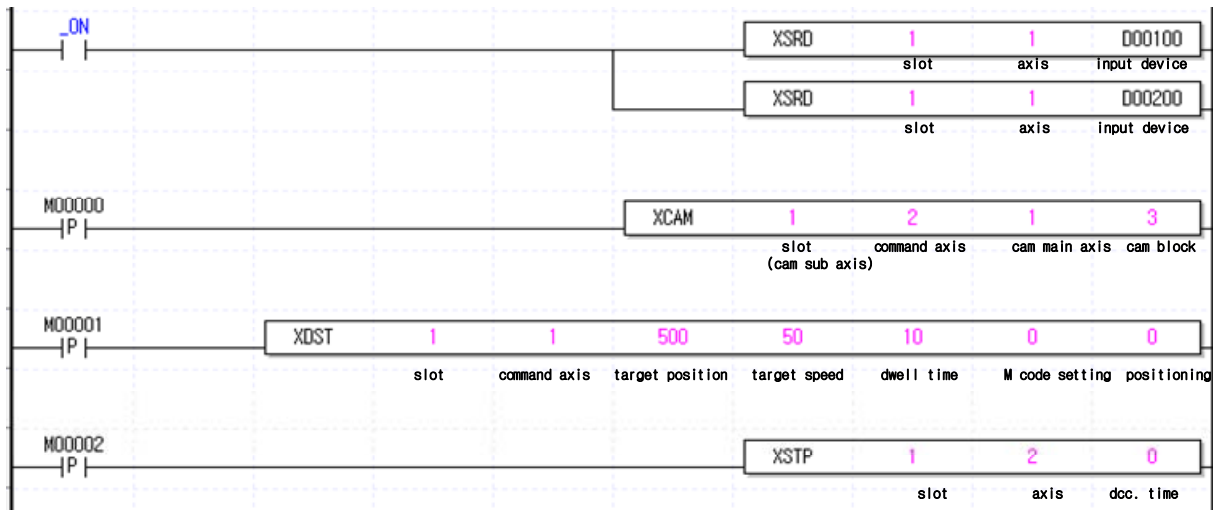 _ON
XSRD 1 1 D00100
slot axis input device
XSRD 1 1 D00200
slot axis input device
M00000
P
XCAM 1 2 1 3
slot command axis cam main axis cam block
(cam sub axis)
M00001
P
XDST 1 1 500 50 10 0 0
slot command axis target position target speed dwell time M code setting positioning
M00002
P
XSTP 1 2 0
slot axis dcc. time